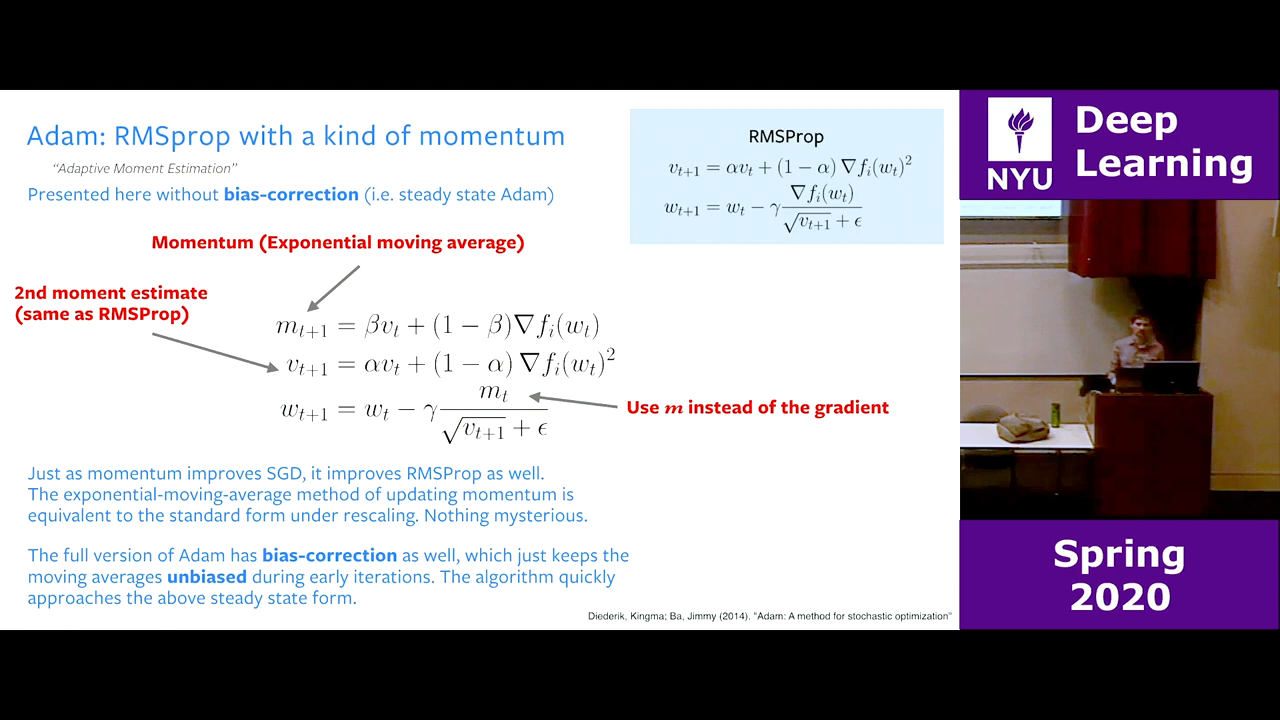 Adam: RMSprop with a kind of momentum
“Adaptive Moment Estimation”
Presented here without bias-correction (i.e. steady state Adam)
RMSProp
v_{t+1} = αv_t + (1 − α) ∇f_i(w_t)^2
w_{t+1} = w_t − γ ∇f_i(w_t) / (√v_{t+1} + ϵ)
Momentum (Exponential moving average)
2nd moment estimate
(same as RMSProp)
m_{t+1} = βv_t + (1 − β)∇f_i(w_t)
v_{t+1} = αv_t + (1 − α) ∇f_i(w_t)^2
w_{t+1} = w_t − γ m_t / (√v_{t+1} + ϵ)
Use m instead of the gradient
Just as momentum improves SGD, it improves RMSProp as well.
The exponential-moving-average method of updating momentum is
equivalent to the standard form under rescaling. Nothing mysterious.
The full version of Adam has bias-correction as well, which just keeps the
moving averages unbiased during early iterations. The algorithm quickly
approaches the above steady state form.
Diederik, Kingma; Ba, Jimmy (2014). "Adam: A method for stochastic optimization"
NYU
Deep
Learning
Spring
2020